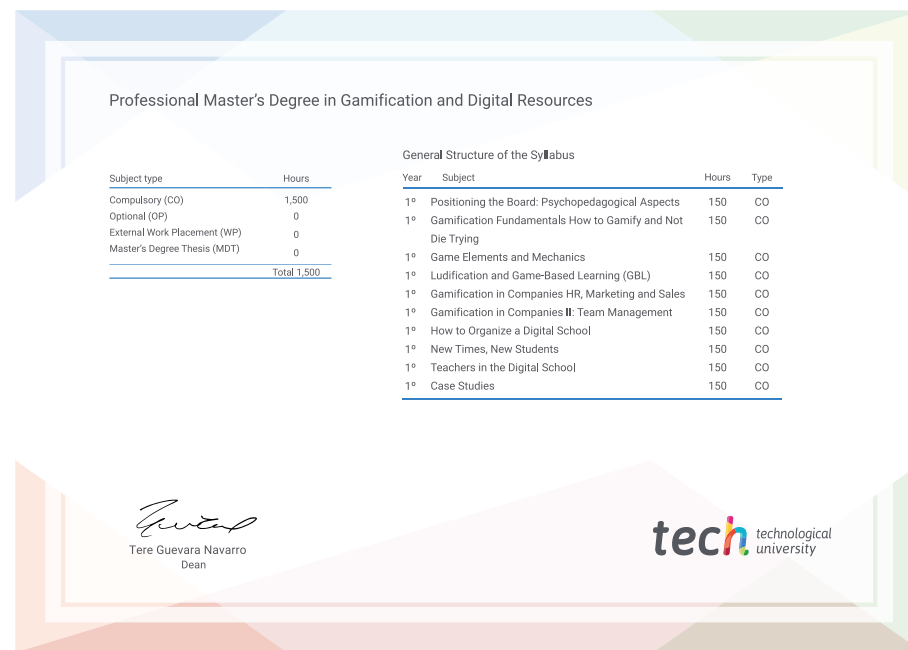 Professional Master's Degree in Gamification and Digital Resources
Subject type Hours
Compulsory (CO) 1,500
Optional (OP) 0
External Work Placement (WP) 0
Master's Degree Thesis (MDT) 0
Total 1,500
General Structure of the Syllabus
Year Subject Hours Type
1º Positioning the Board: Psychopedagogical Aspects 150 CO
1º Gamification Fundamentals How to Gamify and Not 150 CO
Die Trying
1º Game Elements and Mechanics 150 CO
1º Ludification and Game-Based Learning (GBL) 150 CO
1º Gamification in Companies HR, Marketing and Sales 150 CO
1º Gamification in Companies II: Team Management 150 CO
1º How to Organize a Digital School 150 CO
1º New Times, New Students 150 CO
1º Teachers in the Digital School 150 CO
1º Case Studies 150 CO
Tere Guevara Navarro
Dean
tech technological
university